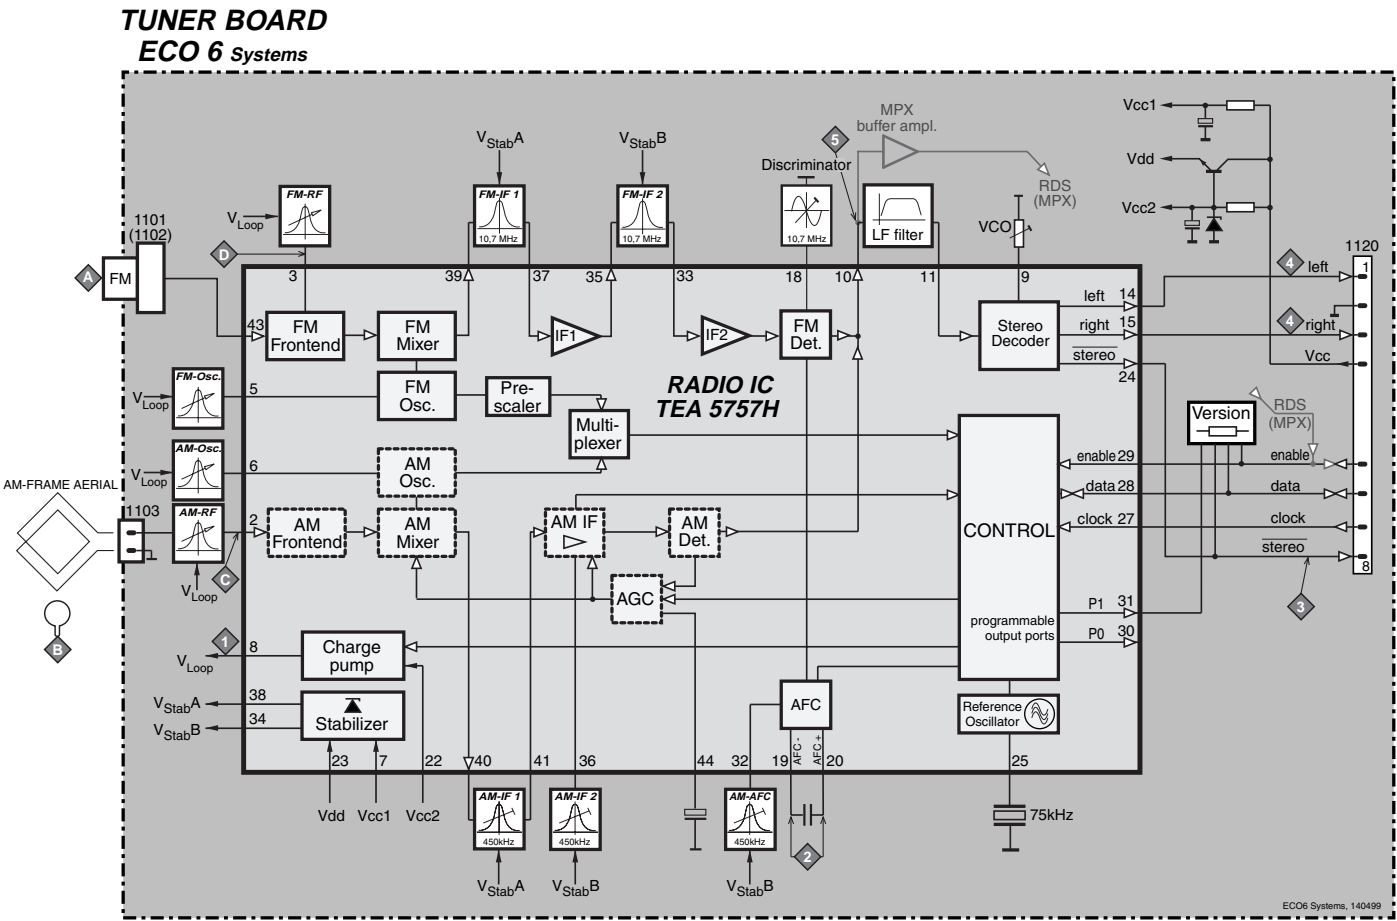 TUNER BOARD
ECO 6 Systems
Vcc1
MPX
buffer ampl.
5
VStabA
VStabB
Discriminator
Vdd
RDS
(MPX)
FM-RF
FM-IF 1
FM-IF 2
Vcc2
VLoop
1101
(1102)
10,7 MHz
10,7 MHz
10,7 MHz
LF filter
VCO
D
1120
A
FM
3
39
37
35
33
18
10
11
9
4
left
1
43
FM
Frontend
FM
Mixer
IF1
IF2
FM
Det.
Stereo
Decoder
left
14
right
15
stereo
24
4
right
Vcc
FM-Osc.
VLoop
5
FM
Osc.
Pre-
scaler
RADIO IC
TEA 5757H
Multi-
plexer
Version
RDS
(MPX)
AM-Osc.
VLoop
6
AM
Osc.
enable
29
enable
data
28
data
clock
27
clock
stereo
8
AM-FRAME AERIAL
1103
AM-RF
2
AM
Frontend
AM
Mixer
AM IF
AM
Det.
CONTROL
C
VLoop
AGC
3
B
P1
31
programmable
output ports
P0
30
1
8
VLoop
Charge
pump
38
VStabA
34
VStabB
Stabilizer
AFC
Reference
Oscillator
AFC -
AFC +
23
7
22
40
41
36
44
32
19
20
25
Vdd
Vcc1
Vcc2
AM-IF 1
AM-IF 2
AM-AFC
450kHz
450kHz
450kHz
75kHz
2
VStabA
VStabB
VStabB
ECO6 Systems, 140499